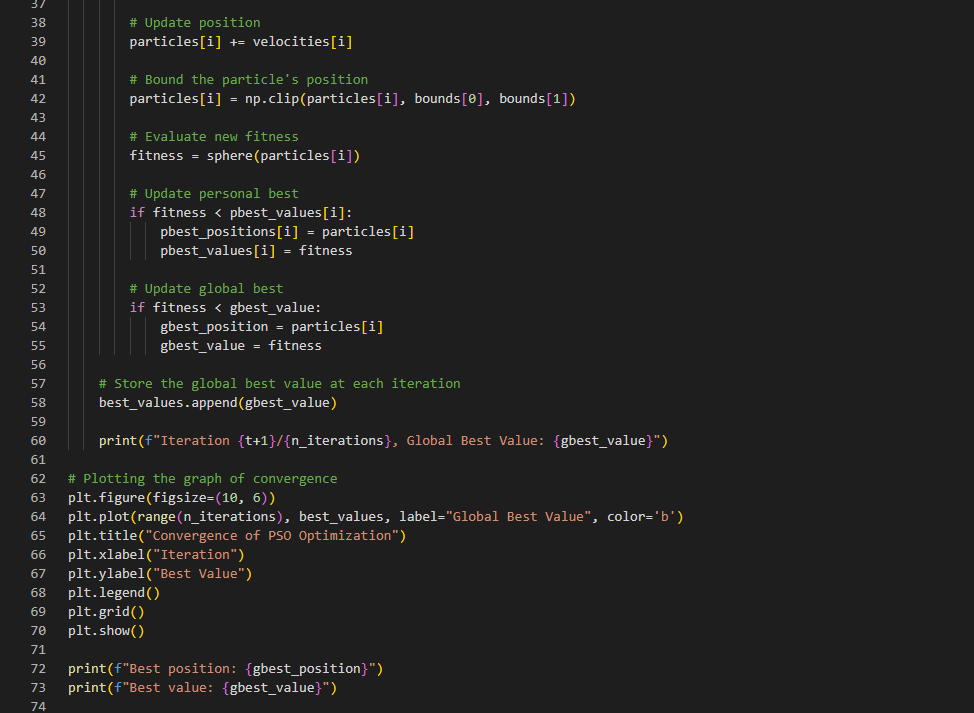 37
38 # Update position
39 particles[i] += velocities[i]
40
41 # Bound the particle's position
42 particles[i] = np.clip(particles[i], bounds[0], bounds[1])
43
44 # Evaluate new fitness
45 fitness = sphere(particles[i])
46
47 # Update personal best
48 if fitness < pbest_values[i]:
49 pbest_positions[i] = particles[i]
50 pbest_values[i] = fitness
51
52 # Update global best
53 if fitness < gbest_value:
54 gbest_position = particles[i]
55 gbest_value = fitness
56
57 # Store the global best value at each iteration
58 best_values.append(gbest_value)
59
60 print(f"Iteration {t+1}/{n_iterations}, Global Best Value: {gbest_value}")
61
62 # Plotting the graph of convergence
63 plt.figure(figsize=(10, 6))
64 plt.plot(range(n_iterations), best_values, label="Global Best Value", color='b')
65 plt.title("Convergence of PSO Optimization")
66 plt.xlabel("Iteration")
67 plt.ylabel("Best Value")
68 plt.legend()
69 plt.grid()
70 plt.show()
71
72 print(f"Best position: {gbest_position}")
73 print(f"Best value: {gbest_value}")
74